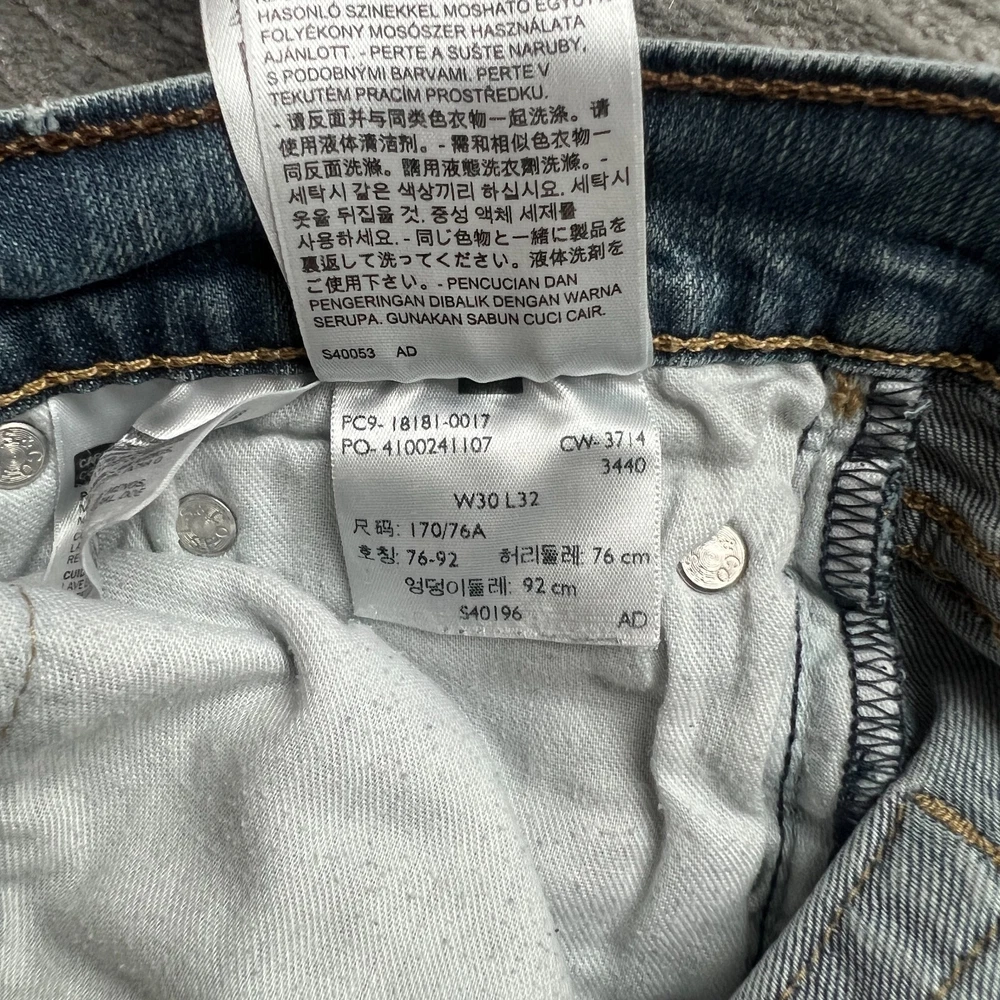 HASONLÓ SZINEKKEL MOSHATÓ EGYÜTT
FOLYÉKONY MOSÓSZER HASZNÁLATA
AJÁNLOTT. - PERTE A SUŠTE NARUBY,
S PODOBNÝMI BARVAMI. PERTE V
TEKUTÉM PRACÍM PROSTŘEDKU.
- 请反面并与同类色衣物一起洗涤。请
使用液体清洁剂。- 需和相似色衣物一
同反面洗滌。請用液態洗衣劑洗滌。-
세탁시 같은 색상끼리 하십시요. 세탁시
옷을 뒤집을 것. 중성 액체 세제를
사용하세요. - 同じ色物と一緒に製品を
裏返して洗ってください。液体洗剤を
ご使用下さい。- PENCUCIAN DAN
PENGERINGAN DIBALIK DENGAN WARNA
SERUPA. GUNAKAN SABUN CUCI CAIR.
S40053 AD
PC9- 18181-0017
PO- 4100241107 CW- 3714
3440
W30 L32
尺码: 170/76A
호칭: 76-92 허리둘레: 76 cm
엉덩이둘레: 92 cm
S40196 AD